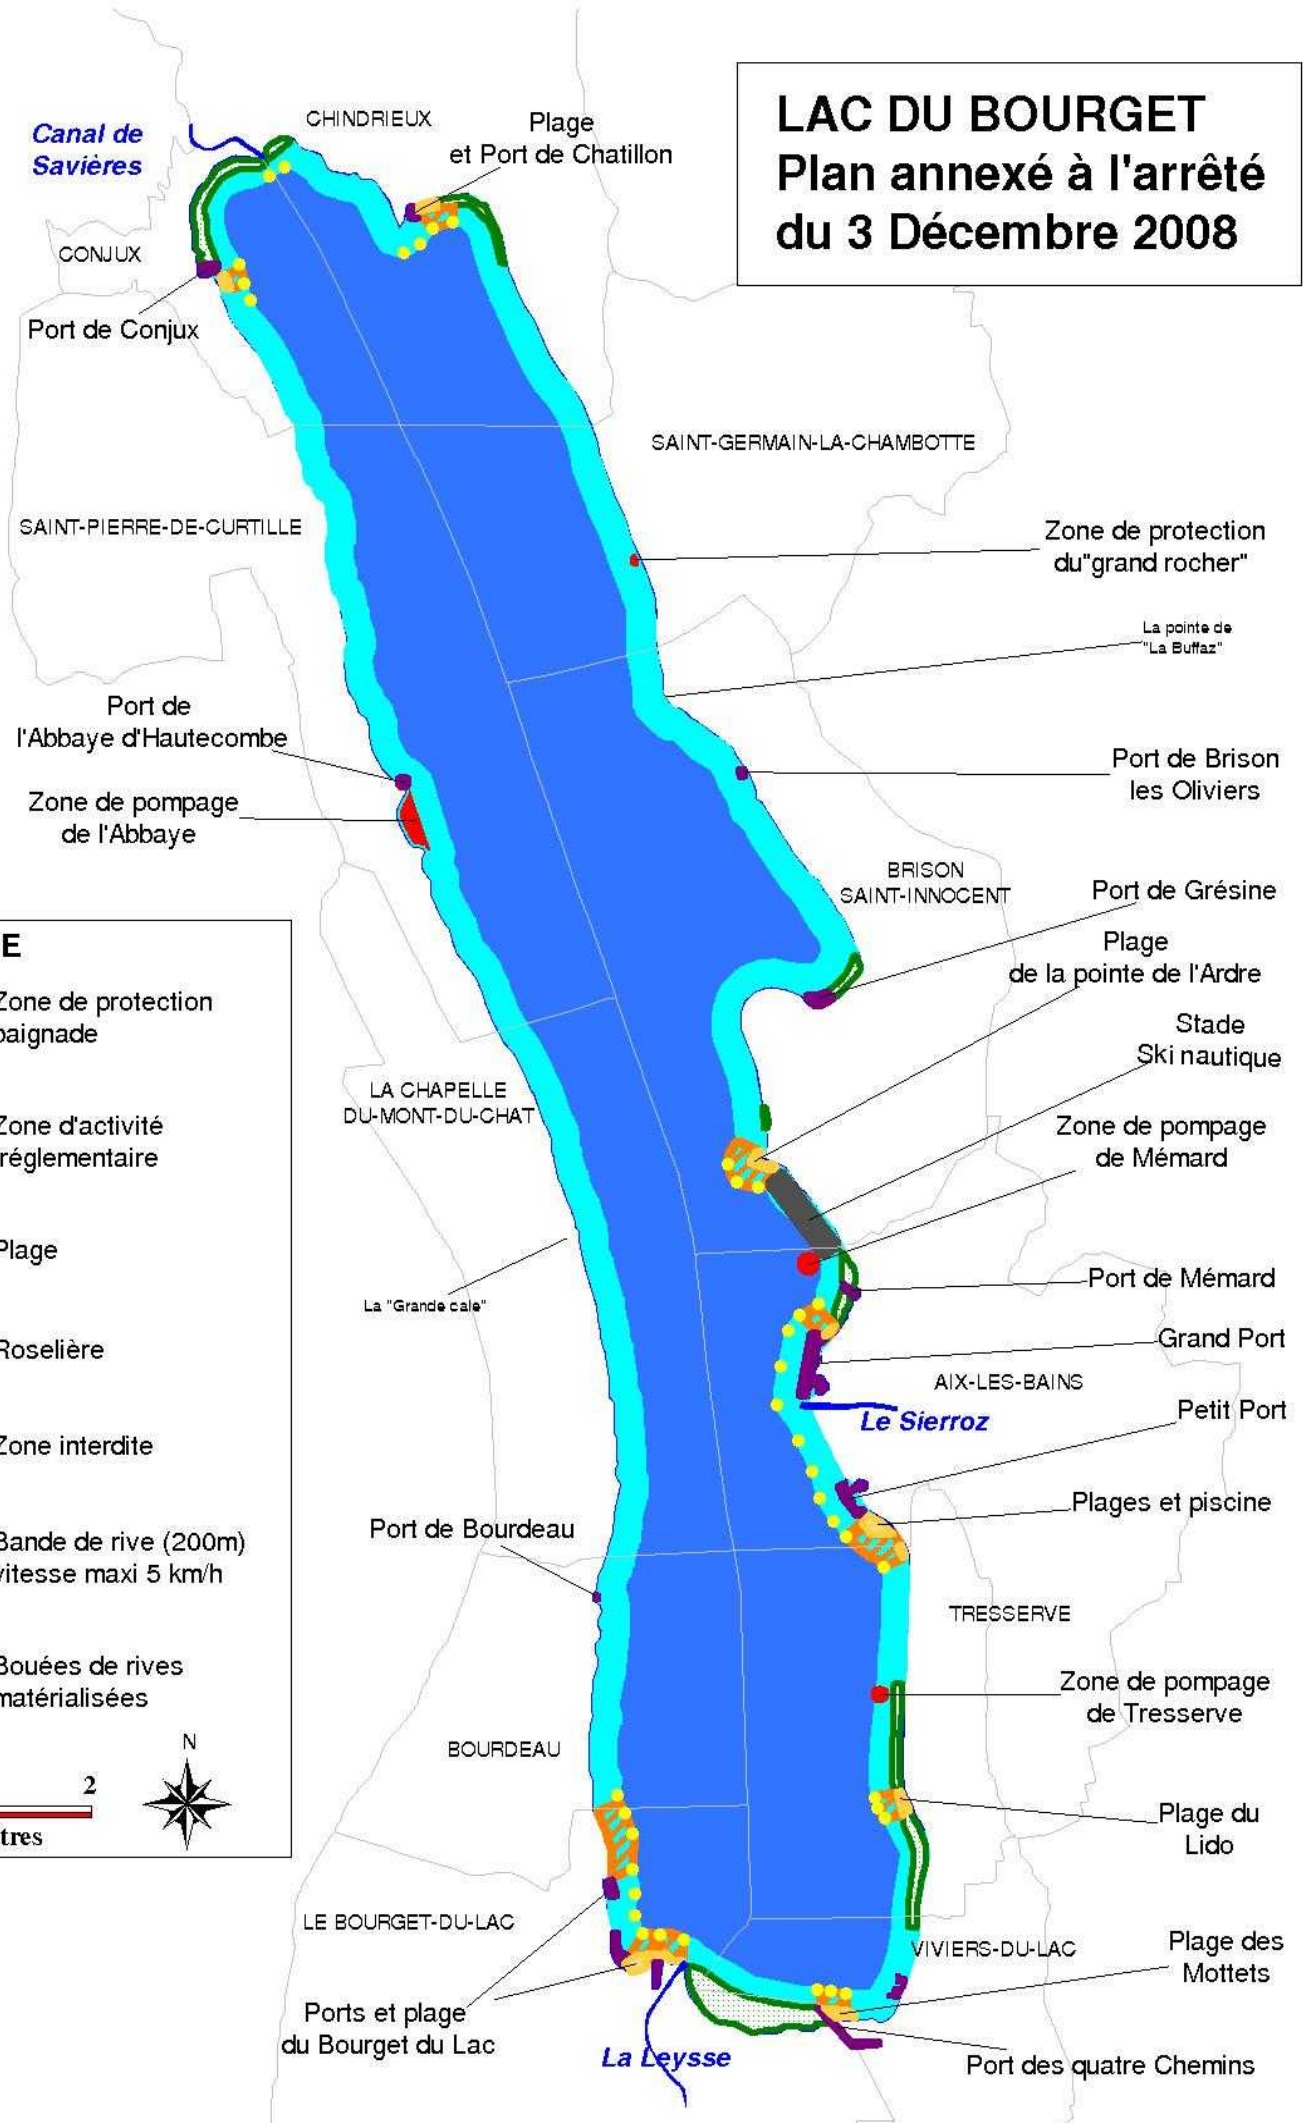 LAC DU BOURGET
Plan annexé à l'arrêté
du 3 Décembre 2008
CHINDRIEUX
Plage
et Port de Chatillon
Canal de
Savières
CONJUX
Port de Conjux
SAINT-GERMAIN-LA-CHAMBOTTE
SAINT-PIERRE-DE-CURTILLE
Zone de protection
du"grand rocher"
La pointe de
"La Buffaz"
Port de
l'Abbaye d'Hautecombe
Port de Brison
les Oliviers
Zone de pompage
de l'Abbaye
BRISON
SAINT-INNOCENT
Port de Grésine
Plage
de la pointe de l'Ardre
Stade
Ski nautique
LA CHAPELLE
DU-MONT-DU-CHAT
Zone de pompage
de Mémard
La "Grande cale"
Port de Mémard
Grand Port
AIX-LES-BAINS
Le Sierroz
Petit Port
Plages et piscine
Port de Bourdeau
TRESSERVE
Zone de pompage
de Tresserve
BOURDEAU
Plage du
Lido
LE BOURGET-DU-LAC
VIVIERS-DU-LAC
Plage des
Mottets
Ports et plage
du Bourget du Lac
La Leysse
Port des quatre Chemins
E
Zone de protection
baignade
Zone d'activité
réglementaire
Plage
Roselière
Zone interdite
Bande de rive (200m)
vitesse maxi 5 km/h
Bouées de rives
matérialisées
N
2
tres